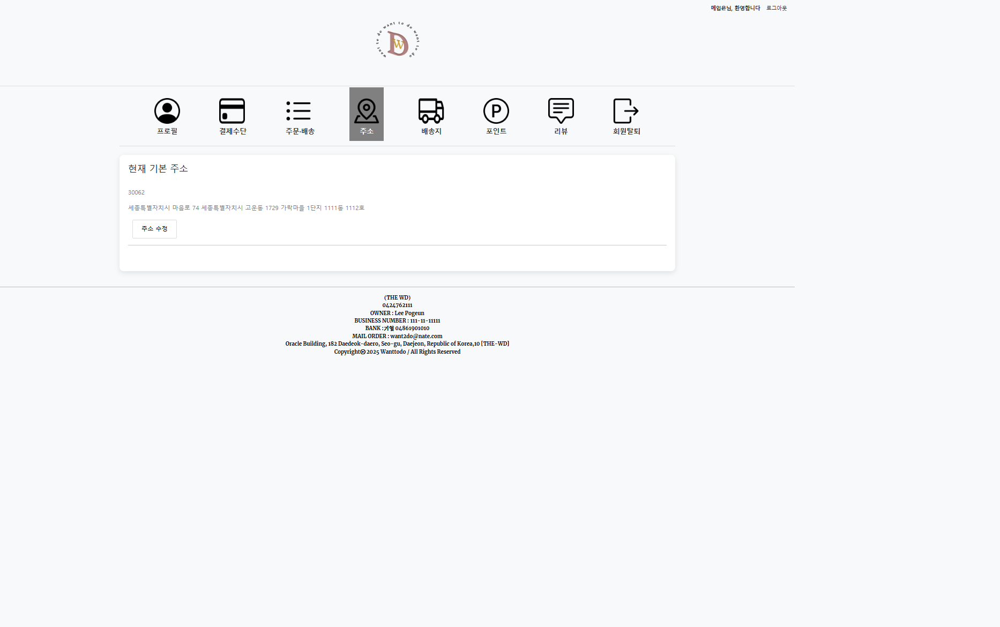 메입은님, 환영합니다 로그아웃
want to do want to do want to do
D
W
프로필 결제수단 주문·배송 주소 배송지 포인트 리뷰 회원탈퇴
P
현재 기본 주소
30062
세종특별자치시 마음로 74 세종특별자치시 고운동 1729 가락마을 1단지 1111동 1112호
주소 수정
(THE WD)
0424762111
OWNER : Lee Pogeun
BUSINESS NUMBER : 111-11-11111
BANK :기업 04861901010
MAIL ORDER : want2do@nate.com
Oracle Building, 182 Daedeok-daero, Seo-gu, Daejeon, Republic of Korea,10 [THE-WD]
Copyright© 2025 Wanttodo / All Rights Reserved